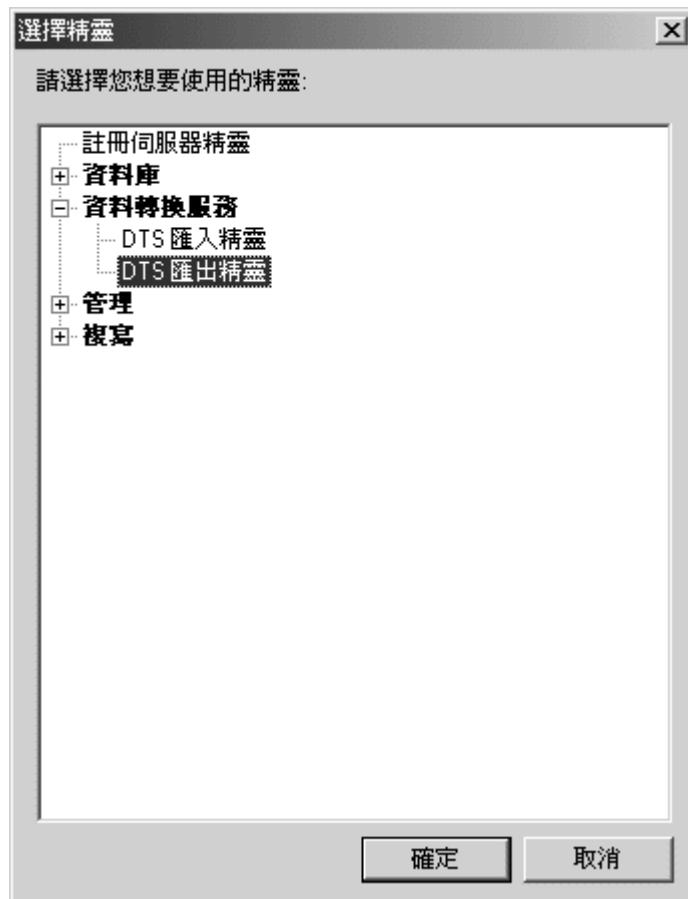 選擇精靈
請選擇您想要使用的精靈:
註冊伺服器精靈
資料庫
資料轉換服務
DTS 匯入精靈
DTS 匯出精靈
管理
複寫
確定
取消